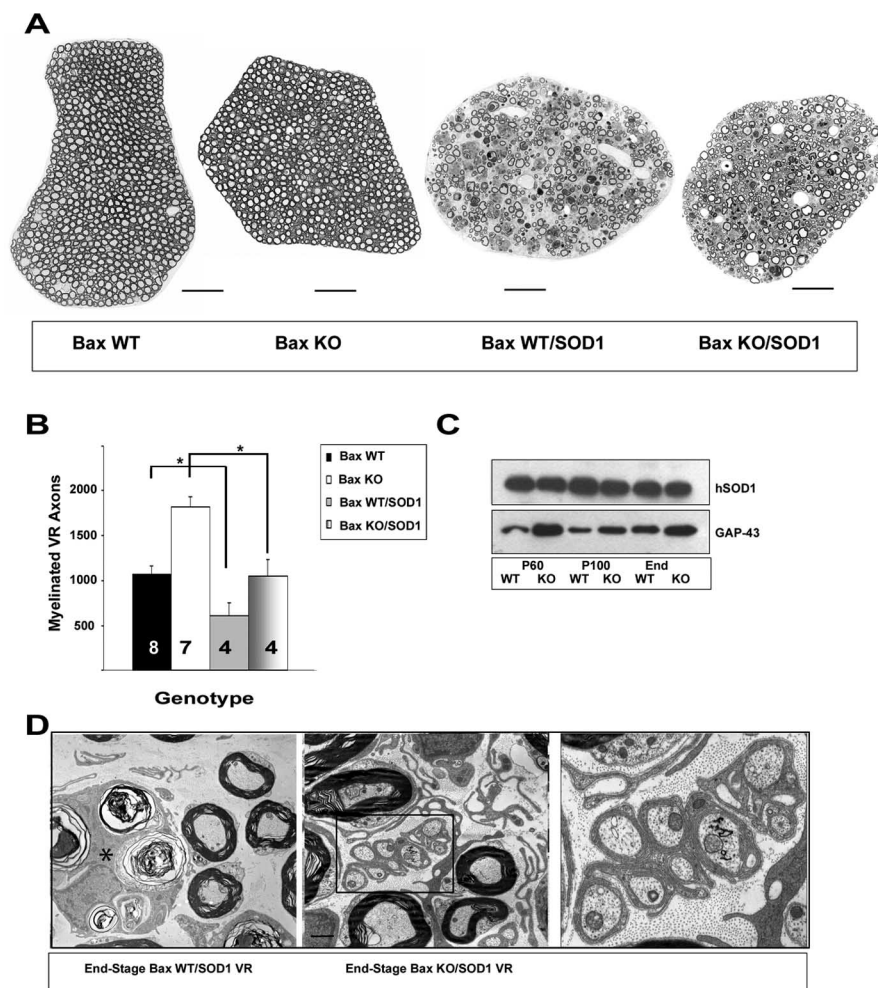 A
Bax WT Bax KO Bax WT/SOD1 Bax KO/SOD1
B
Myelinated VR Axons
2000
1500
1000
500
* *
8 7 4 4
Genotype
Bax WT
Bax KO
Bax WT/SOD1
Bax KO/SOD1
C
hSOD1
GAP-43
P60 P100 End
WT KO WT KO WT KO
D
*
End-Stage Bax WT/SOD1 VR End-Stage Bax KO/SOD1 VR